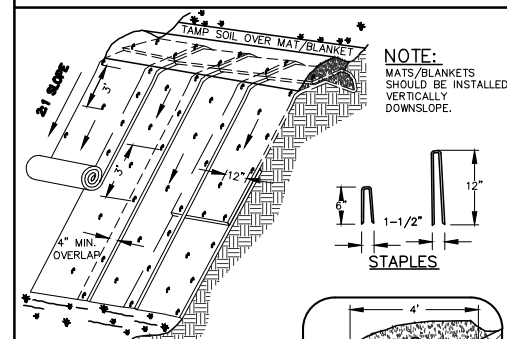 TAMP SOIL OVER MAT/BLANKET
NOTE:
MATS/BLANKETS
SHOULD BE INSTALLED
VERTICALLY
DOWNSLOPE.
2:1 SLOPE
3'
3'
12"
4" MIN.
OVERLAP
6"
1-1/2"
12"
STAPLES
4'